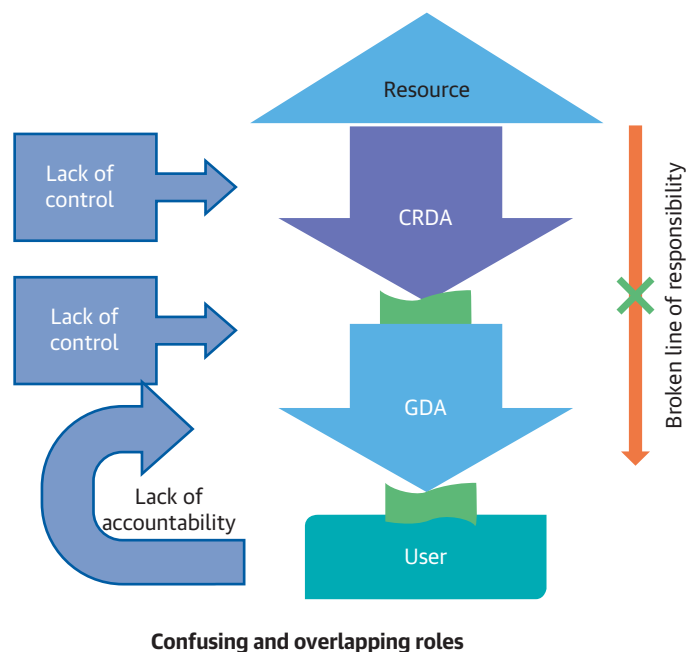 Resource
Lack of
control
CRDA
Lack of
control
GDA
Lack of
accountability
User
Broken line of responsibility
Confusing and overlapping roles